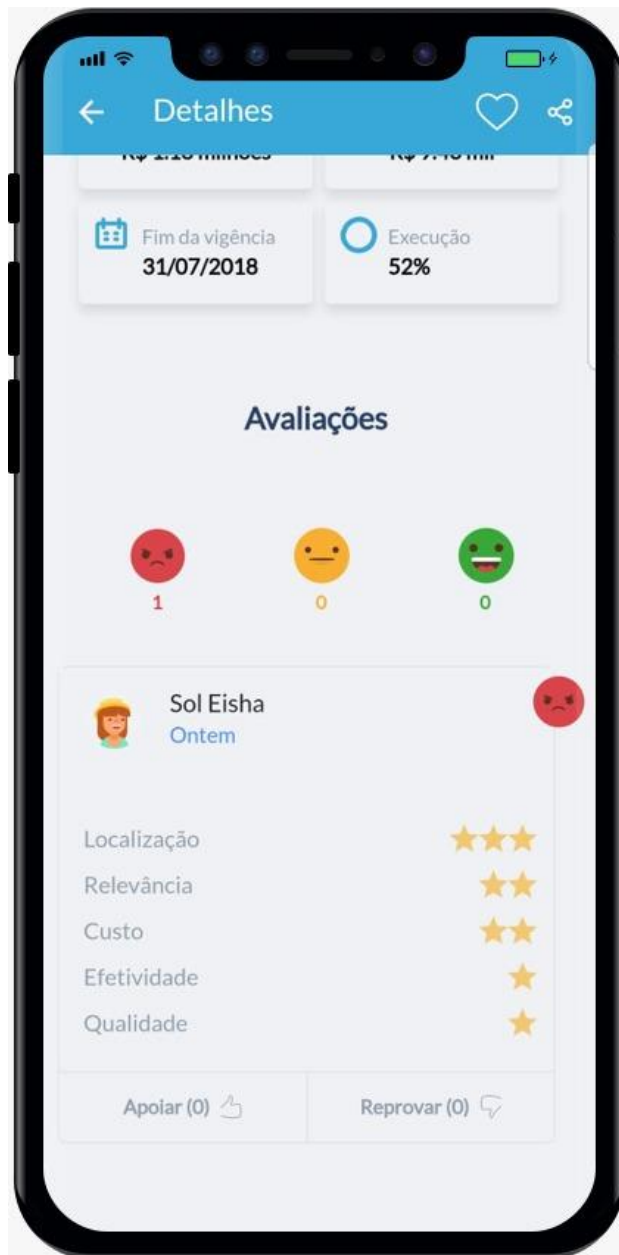 Detalhes
Fim da vigência
31/07/2018
Execução
52%
Avaliações
1
0
0
Sol Eisha
Ontem
Localização
Relevância
Custo
Efetividade
Qualidade
Apoiar (0)
Reprovar (0)